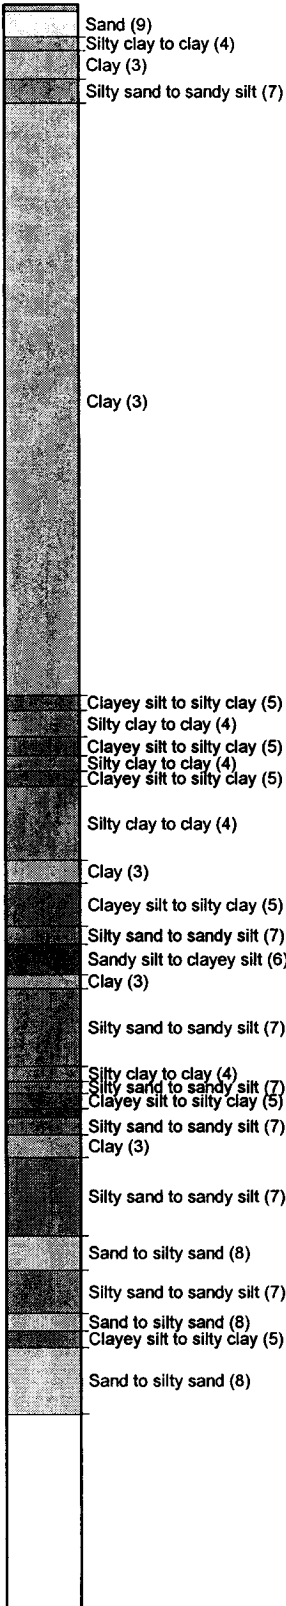 Sand (9)
Silty clay to clay (4)
Clay (3)
Silty sand to sandy silt (7)
Clay (3)
Clayey silt to silty clay (5)
Silty clay to clay (4)
Clayey silt to silty clay (5)
Silty clay to clay (4)
Clayey silt to silty clay (5)
Silty clay to clay (4)
Clay (3)
Clayey silt to silty clay (5)
Silty sand to sandy silt (7)
Sandy silt to clayey silt (6)
Clay (3)
Silty sand to sandy silt (7)
Silty clay to clay (4)
Silty sand to sandy silt (7)
Clayey silt to silty clay (5)
Silty sand to sandy silt (7)
Clay (3)
Silty sand to sandy silt (7)
Sand to silty sand (8)
Silty sand to sandy silt (7)
Sand to silty sand (8)
Clayey silt to silty clay (5)
Sand to silty sand (8)